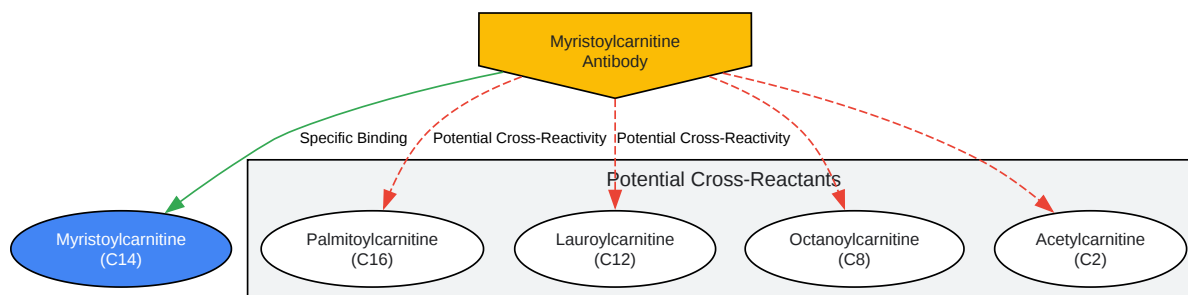 Myristoylcarnitine
Antibody
Specific Binding
Potential Cross-Reactivity
Potential Cross-Reactivity
Potential Cross-Reactants
Myristoylcarnitine
(C14)
Palmitoylcarnitine
(C16)
Lauroylcarnitine
(C12)
Octanoylcarnitine
(C8)
Acetylcarnitine
(C2)